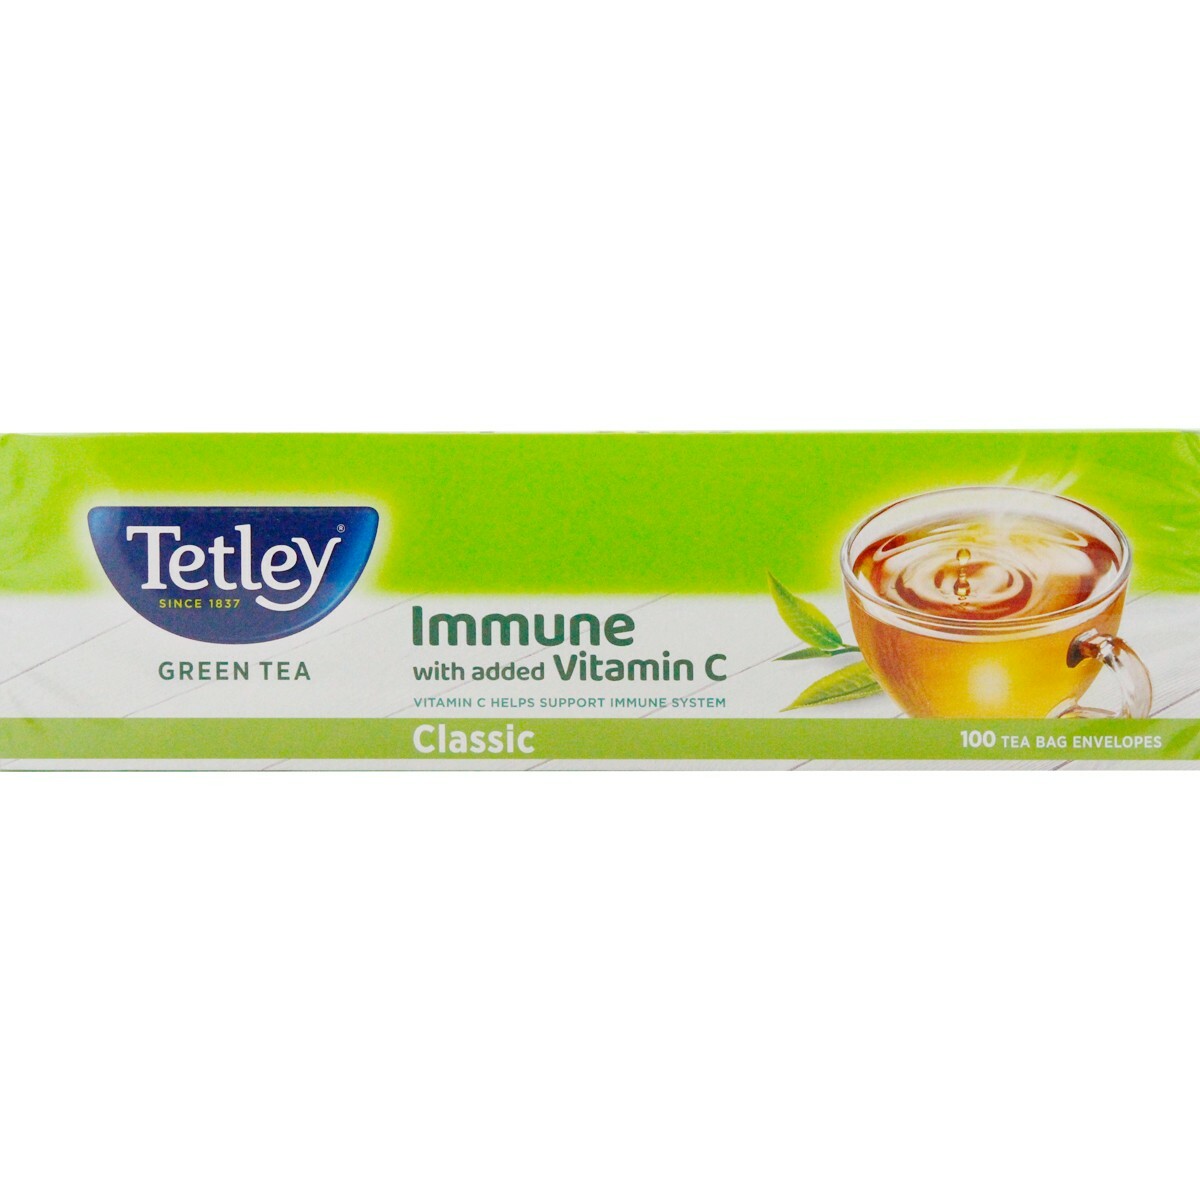 Tetley®
SINCE 1837
GREEN TEA
Immune
with added Vitamin C
VITAMIN C HELPS SUPPORT IMMUNE SYSTEM
Classic
100 TEA BAG ENVELOPES